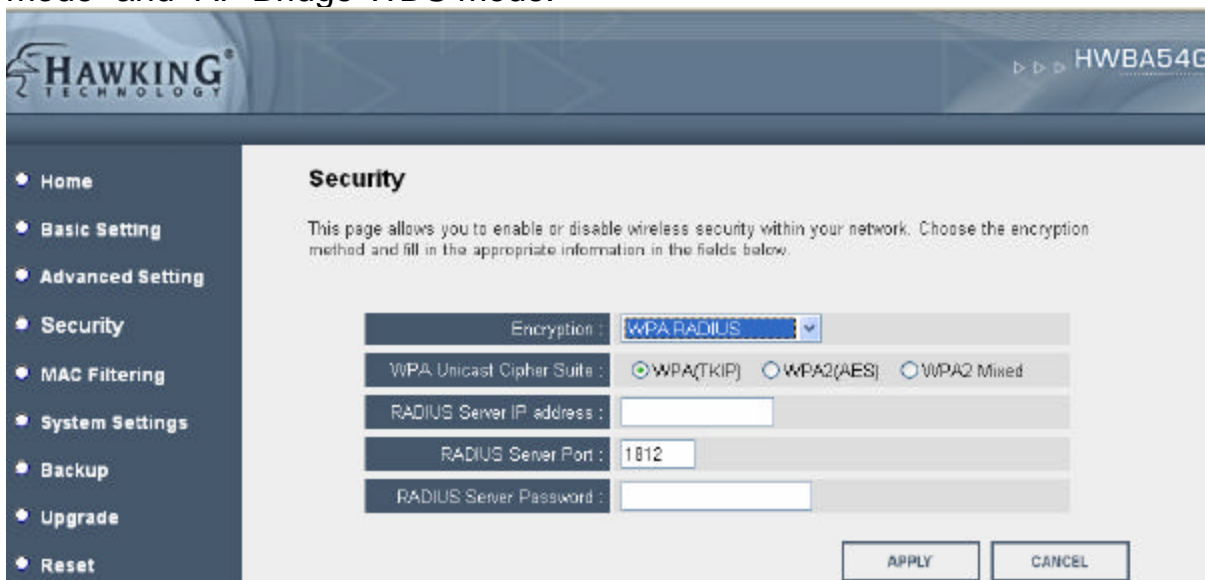 mode" and "AP Bridge-WDS mode.
HAWKING®
TECHNOLOGY
HWBA54G
Home
Basic Setting
Advanced Setting
Security
MAC Filtering
System Settings
Backup
Upgrade
Reset
Security
This page allows you to enable or disable wireless security within your network. Choose the encryption
method and fill in the appropriate information in the fields below.
Encryption : WPA RADIUS
WPA Unicast Cipher Suite : WPA(TKIP) WPA2(AES) WPA2 Mixed
RADIUS Server IP address :
RADIUS Server Port : 1812
RADIUS Server Password :
APPLY CANCEL